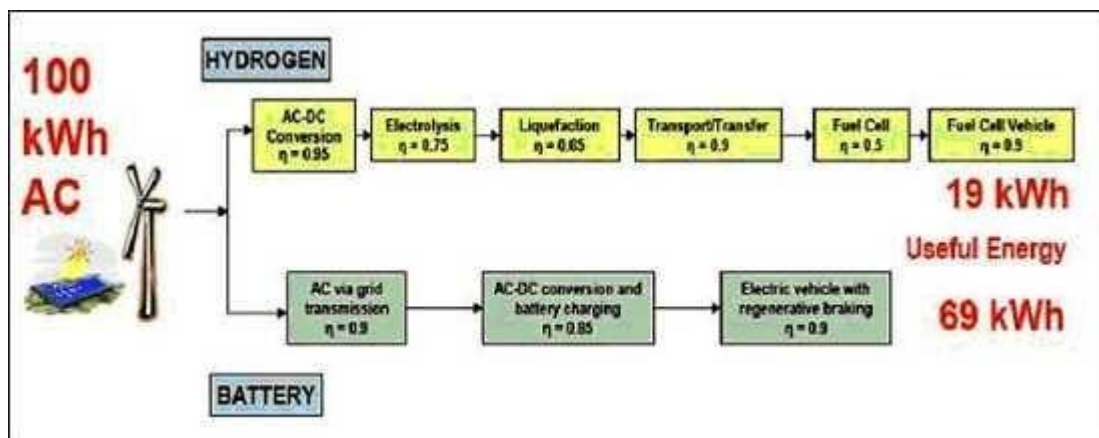 100
kWh
AC
HYDROGEN
AC-DC
Conversion
η = 0.95
Electrolysis
η = 0.75
Liquefaction
η = 0.65
Transport/Transfer
η = 0.9
Fuel Cell
η = 0.5
Fuel Cell Vehicle
η = 0.9
19 kWh
Useful Energy
AC via grid
transmission
η = 0.9
AC-DC conversion and
battery charging
η = 0.85
Electric vehicle with
regenerative braking
η = 0.9
69 kWh
BATTERY